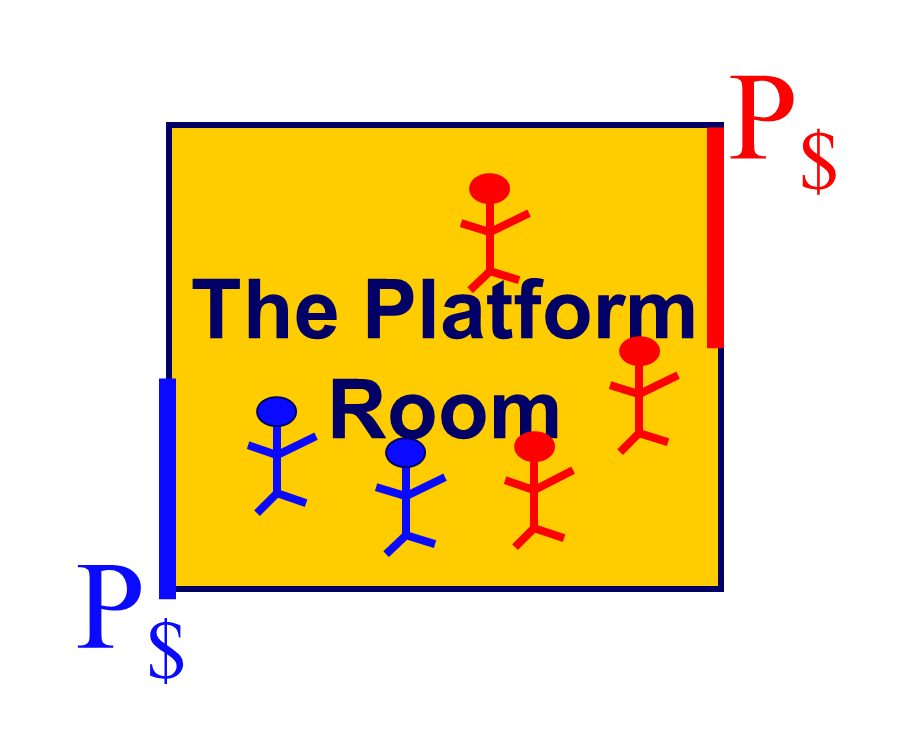 P$
The Platform
Room
P$